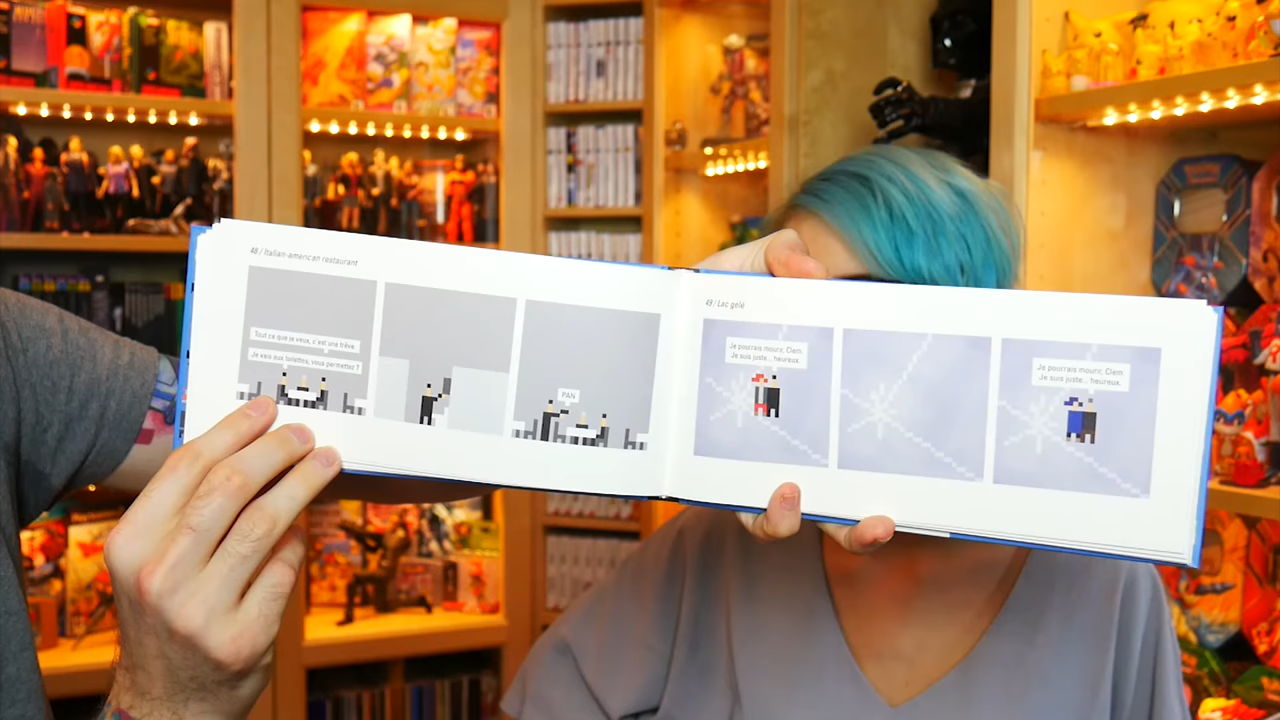 48 / Italian-american restaurant
Tout ce que je veux, c'est une trêve.
Je vais aux toilettes, vous permettez ?
PAN
49 / Lac gelé
Je pourrais mourir, Clem.
Je suis juste... heureux.
Je pourrais mourir, Clem.
Je suis juste... heureux.